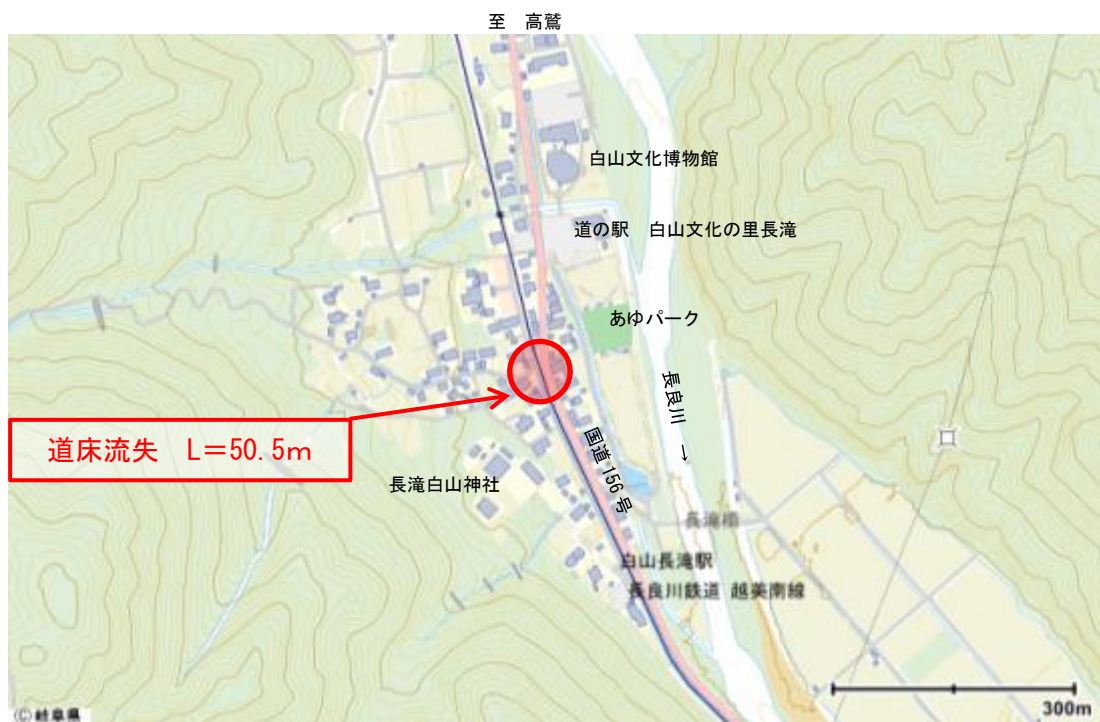 至 高鷲
白山文化博物館
道の駅 白山文化の里長滝
あゆパーク
長良川 →
道床流失 L=50.5m
国道156号
長滝白山神社
長滝橋
白山長滝駅
長良川鉄道 越美南線
300m
(C)岐阜県